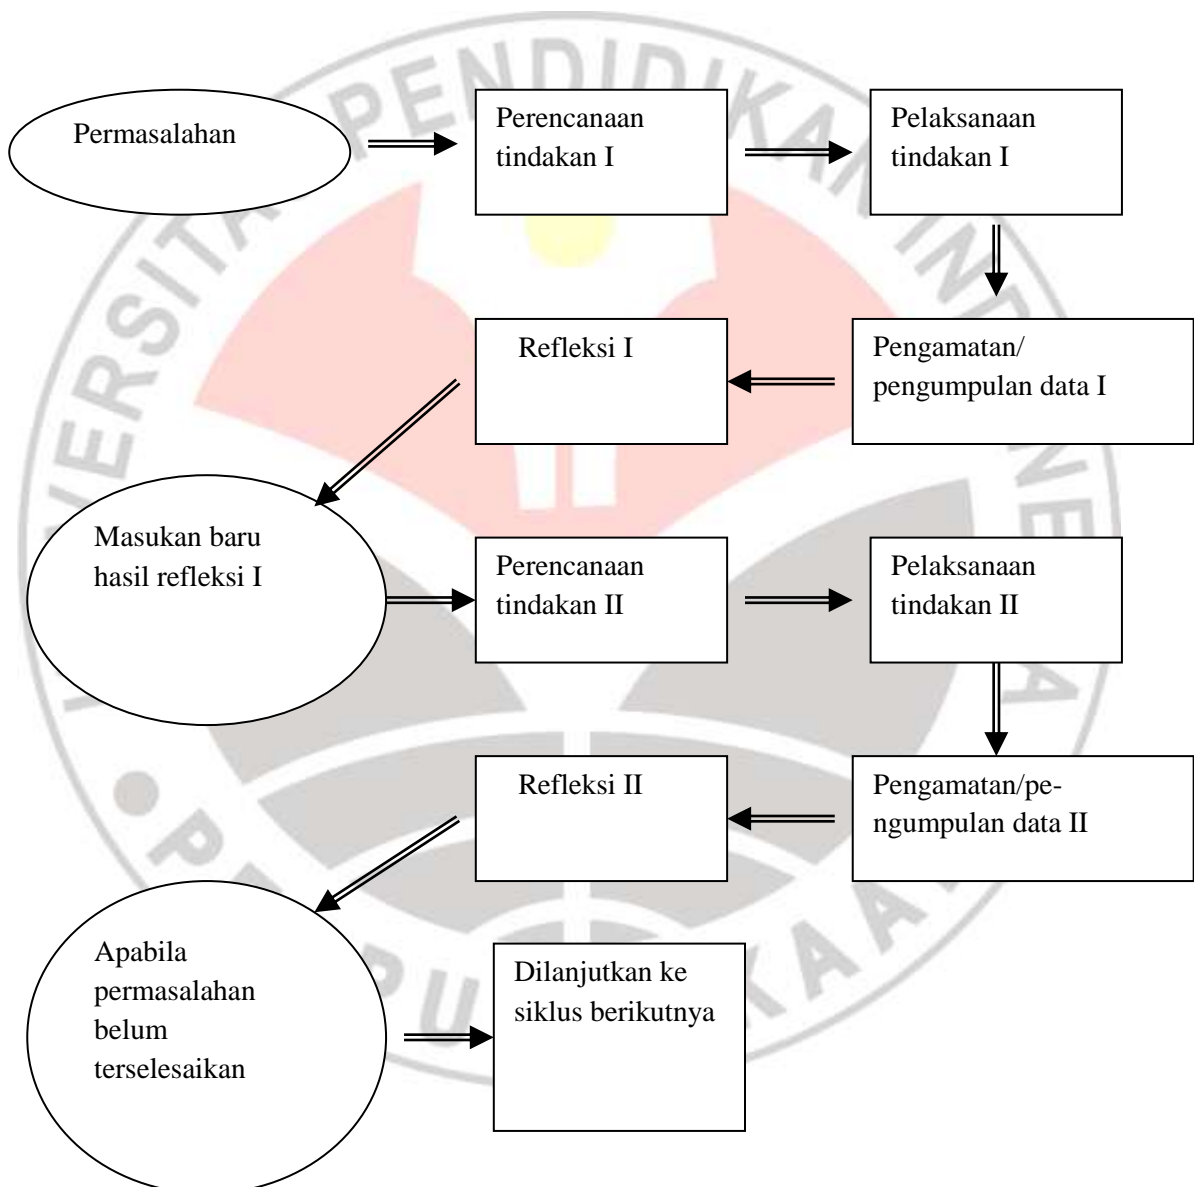 Permasalahan
Perencanaan
tindakan I
Pelaksanaan
tindakan I
Refleksi I
Pengamatan/
pengumpulan data I
Masukan baru
hasil refleksi I
Perencanaan
tindakan II
Pelaksanaan
tindakan II
Refleksi II
Pengamatan/pe-
ngumpulan data II
Apabila
permasalahan
belum
terselesaikan
Dilanjutkan ke
siklus berikutnya